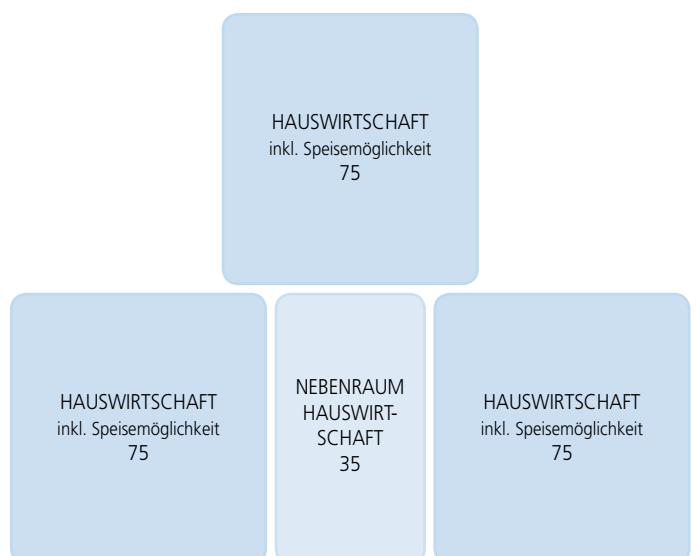 HAUSWIRTSCHAFT
inkl. Speisemöglichkeit
75
HAUSWIRTSCHAFT
inkl. Speisemöglichkeit
75
NEBENRAUM
HAUSWIRT-
SCHAFT
35
HAUSWIRTSCHAFT
inkl. Speisemöglichkeit
75